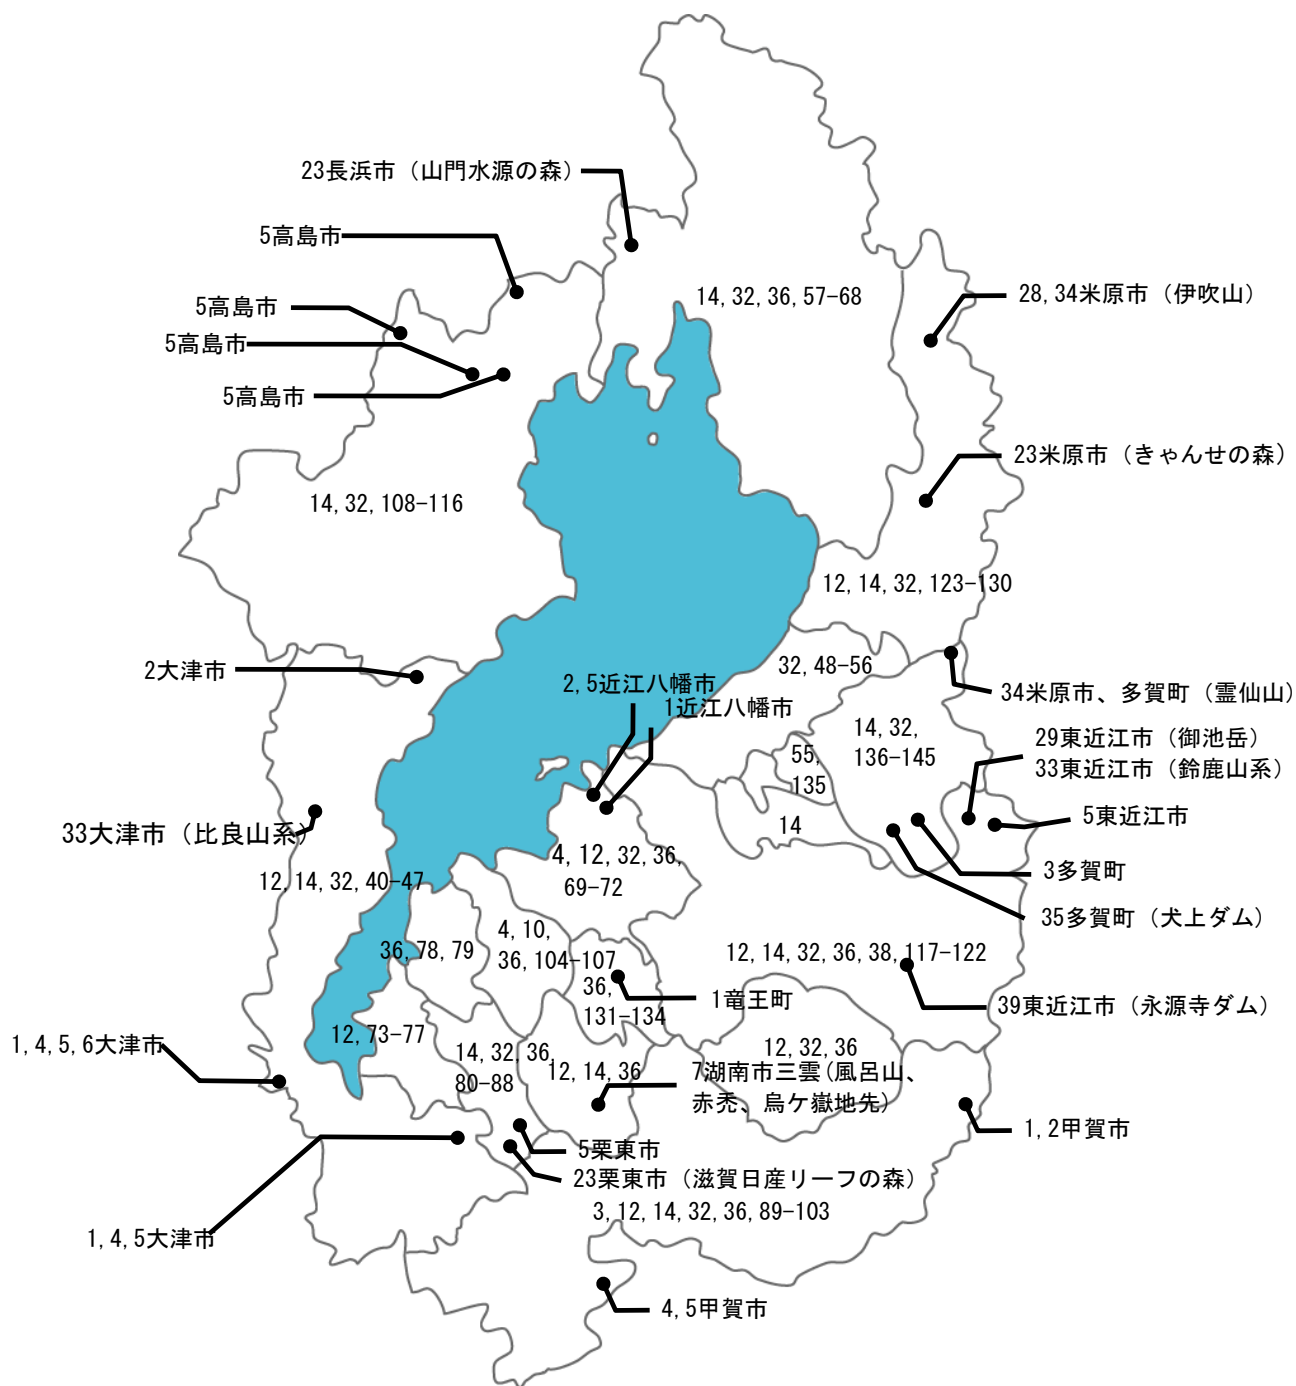 23長浜市（山門水源の森）
5高島市
14,32,36,57-68
28,34米原市（伊吹山）
5高島市
5高島市
5高島市
23米原市（きゃんせの森）
14,32,108-116
12,14,32,123-130
2大津市
32,48-56
2,5近江八幡市
1近江八幡市
34米原市、多賀町（霊仙山）
14,32,
136-145
29東近江市（御池岳）
33東近江市（鈴鹿山系）
55,
135
14
5東近江市
33大津市（比良山系）
4,12,32,36,
69-72
3多賀町
12,14,32,40-47
35多賀町（犬上ダム）
4,10,
36,104-107
36,78,79
12,14,32,36,38,117-122
36,
131-134
1竜王町
39東近江市（永源寺ダム）
12,73-77
1,4,5,6大津市
14,32,36,
80-88
12,14,36
12,32,36
7湖南市三雲(風呂山、
赤禿、烏ケ嶽地先)
1,2甲賀市
5栗東市
23栗東市（滋賀日産リーフの森）
3,12,14,32,36,89-103
1,4,5大津市
4,5甲賀市